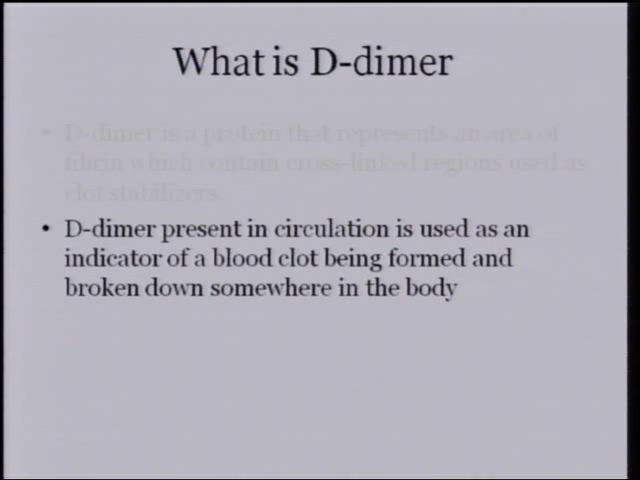 What is D-dimer
• D-dimer is a protein that represents an area of
fibrin which contain cross-linked regions used as
clot stabilizers
• D-dimer present in circulation is used as an
indicator of a blood clot being formed and
broken down somewhere in the body